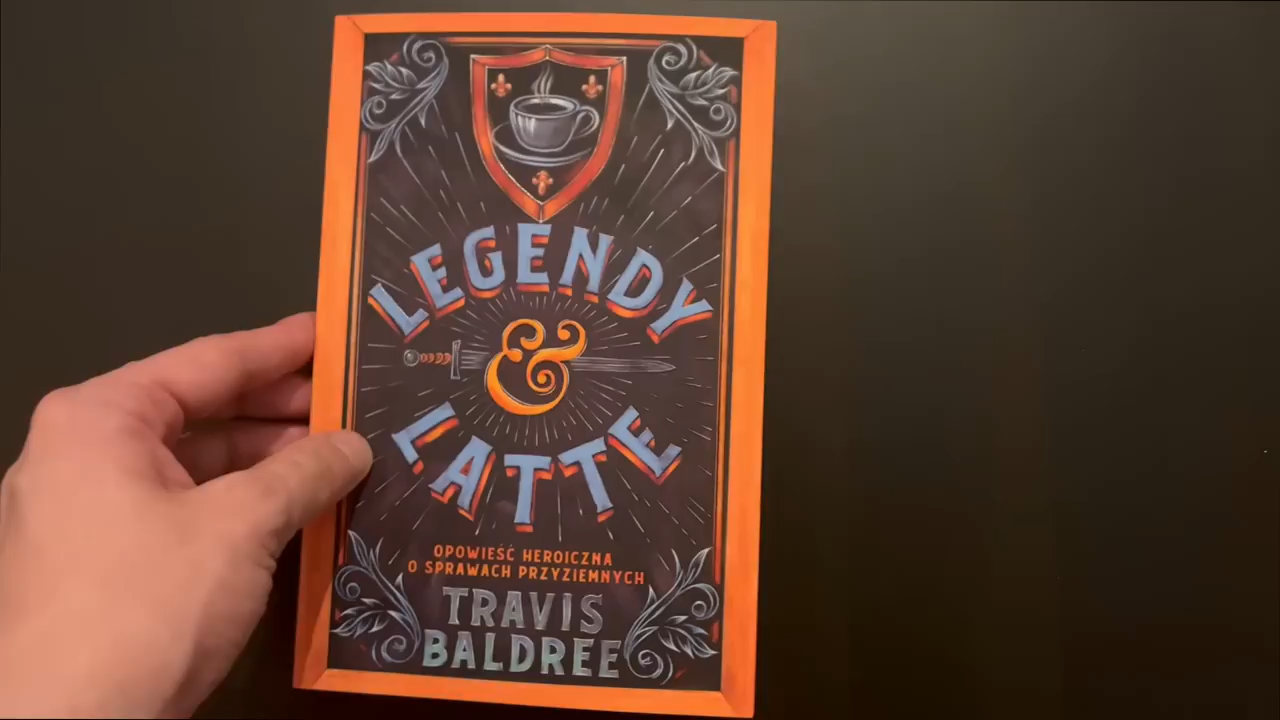 LEGENDY
&
LATTE
OPOWIEŚĆ HEROICZNA
O SPRAWACH PRZYZIEMNYCH
TRAVIS
BALDREE